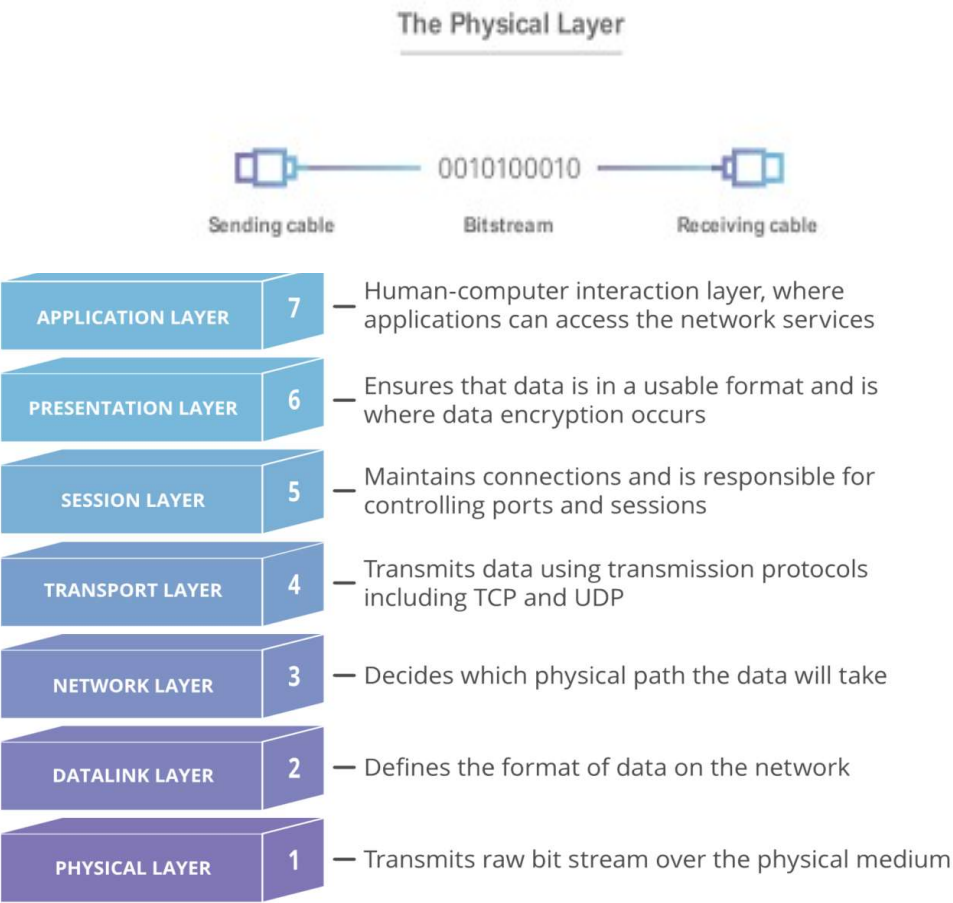 The Physical Layer
0010100010
Sending cable
Bitstream
Receiving cable
APPLICATION LAYER
7
Human-computer interaction layer, where
applications can access the network services
PRESENTATION LAYER
6
Ensures that data is in a usable format and is
where data encryption occurs
SESSION LAYER
5
Maintains connections and is responsible for
controlling ports and sessions
TRANSPORT LAYER
4
Transmits data using transmission protocols
including TCP and UDP
NETWORK LAYER
3
Decides which physical path the data will take
DATALINK LAYER
2
Defines the format of data on the network
PHYSICAL LAYER
1
Transmits raw bit stream over the physical medium